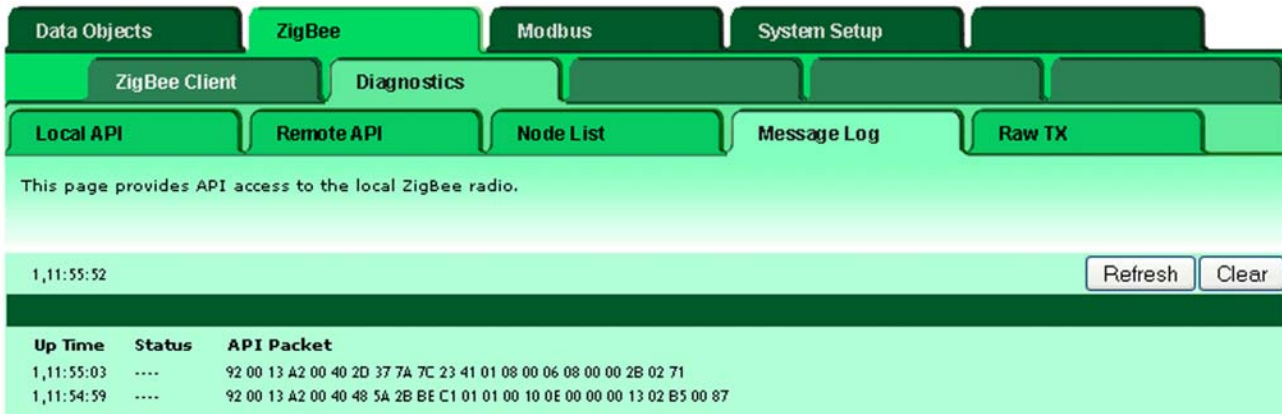 Data Objects ZigBee Modbus System Setup
ZigBee Client Diagnostics
Local API Remote API Node List Message Log Raw TX
This page provides API access to the local ZigBee radio.
1,11:55:52 Refresh Clear
Up Time Status API Packet
1,11:55:03 ---- 92 00 13 A2 00 40 2D 37 7A 7C 23 41 01 08 00 06 08 00 00 2B 02 71
1,11:54:59 ---- 92 00 13 A2 00 40 48 5A 2B BE C1 01 01 00 10 0E 00 00 00 13 02 B5 00 87